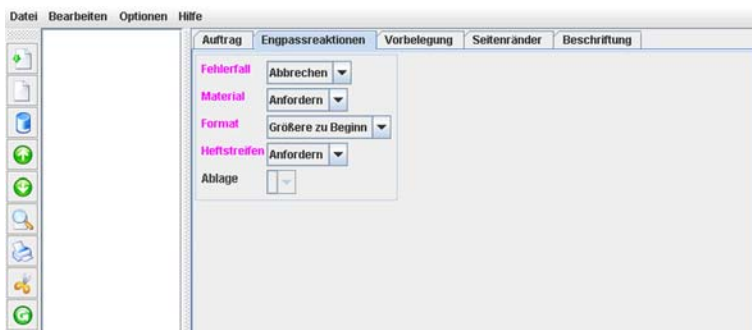 Datei Bearbeiten Optionen Hilfe
Auftrag Engpassreaktionen Vorbelegung Seitenränder Beschriftung
Fehlerfall Abbrechen
Material Anfordern
Format Größere zu Beginn
Heftstreifen Anfordern
Ablage